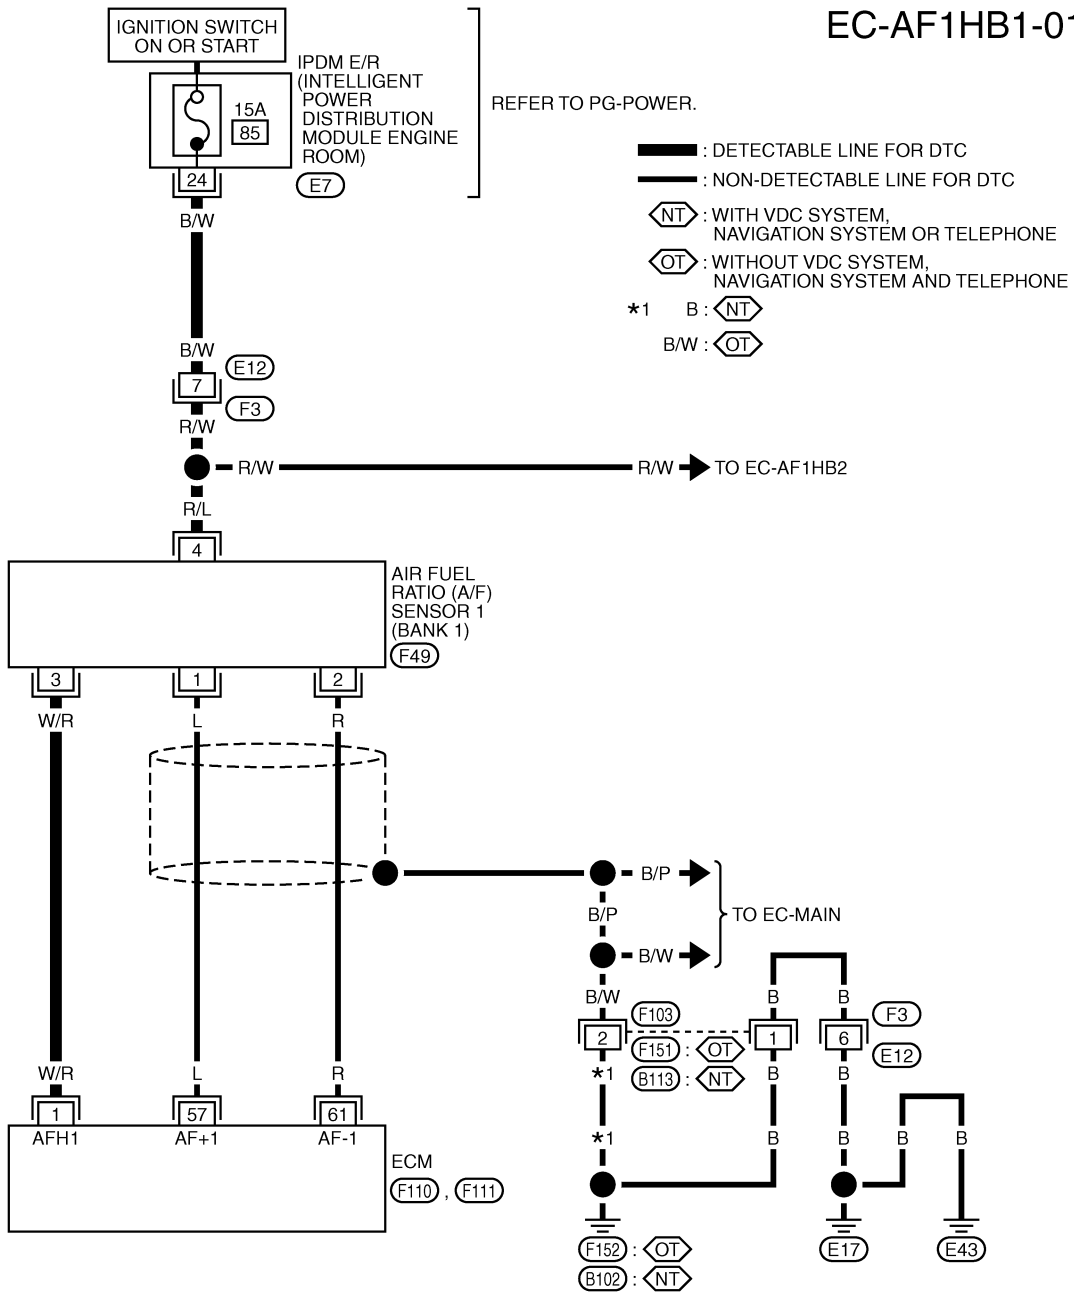 EC-AF1HB1-01
IGNITION SWITCH
ON OR START
IPDM E/R
(INTELLIGENT
POWER
DISTRIBUTION
MODULE ENGINE
ROOM)
15A
85
24
E7
REFER TO PG-POWER.
: DETECTABLE LINE FOR DTC
: NON-DETECTABLE LINE FOR DTC
NT : WITH VDC SYSTEM,
NAVIGATION SYSTEM OR TELEPHONE
OT : WITHOUT VDC SYSTEM,
NAVIGATION SYSTEM AND TELEPHONE
*1 B : NT
B/W : OT
B/W
B/W
E12
7
F3
R/W
R/W R/W TO EC-AF1HB2
R/L
4
AIR FUEL
RATIO (A/F)
SENSOR 1
(BANK 1)
F49
3 1 2
W/R L R
B/P
B/P
TO EC-MAIN
B/W
B/W B B
F103 F3
2 1 6
F151 : OT E12
B113 : NT
*1 B B
W/R L R
1 57 61
AFH1 AF+1 AF-1
*1 B B B B
ECM
F110 , F111
F152 : OT E17 E43
B102 : NT